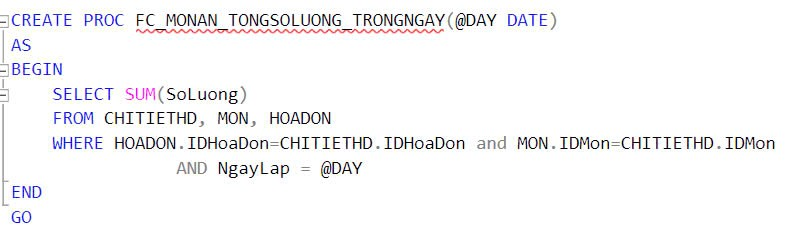 CREATE PROC FC_MONAN_TONGSOLUONG_TRONGNGAY(@DAY DATE)
AS
BEGIN
SELECT SUM(SoLuong)
FROM CHITIETHD, MON, HOADON
WHERE HOADON.IDHoaDon=CHITIETHD.IDHoaDon and MON.IDMon=CHITIETHD.IDMon
AND NgayLap = @DAY
END
GO